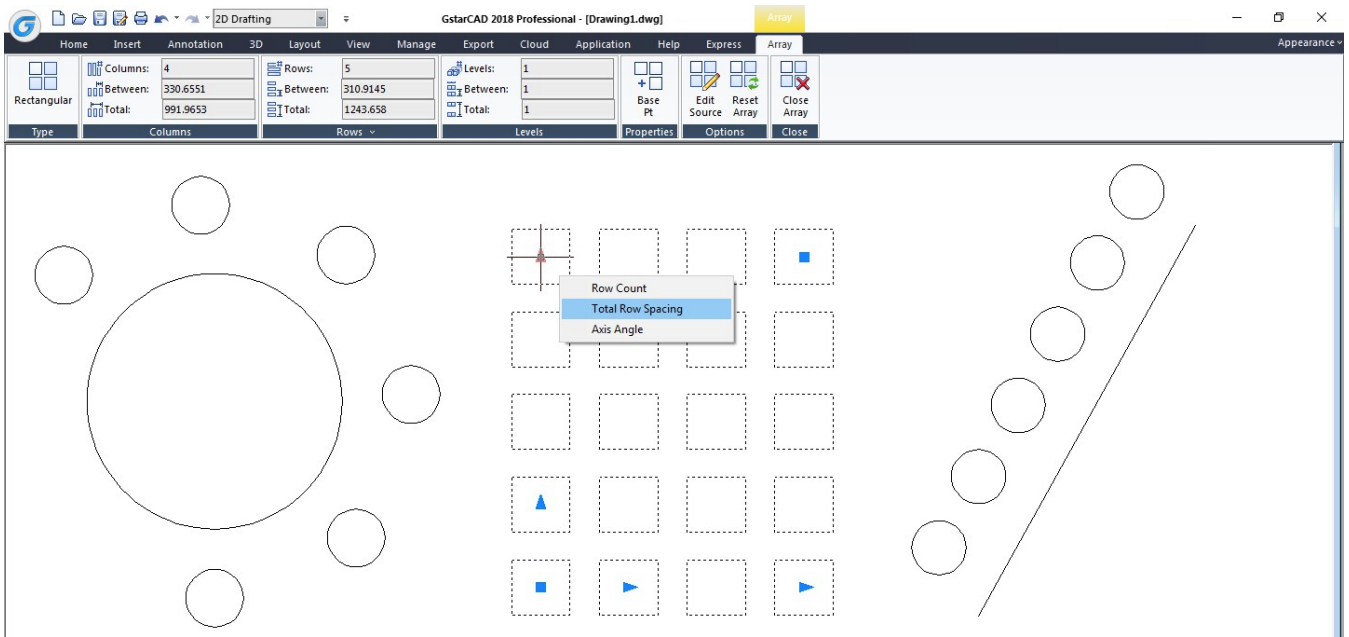 2D Drafting
GstarCAD 2018 Professional - [Drawing1.dwg]
Array
Home Insert Annotation 3D Layout View Manage Export Cloud Application Help Express Array
Appearance
Rectangular
Type
Columns: 4
Between: 330.6551
Total: 991.9653
Columns
Rows: 5
Between: 310.9145
Total: 1243.658
Rows
Levels: 1
Between: 1
Total: 1
Levels
Base
Pt
Properties
Edit
Source
Reset
Array
Options
Close
Array
Close
Row Count
Total Row Spacing
Axis Angle